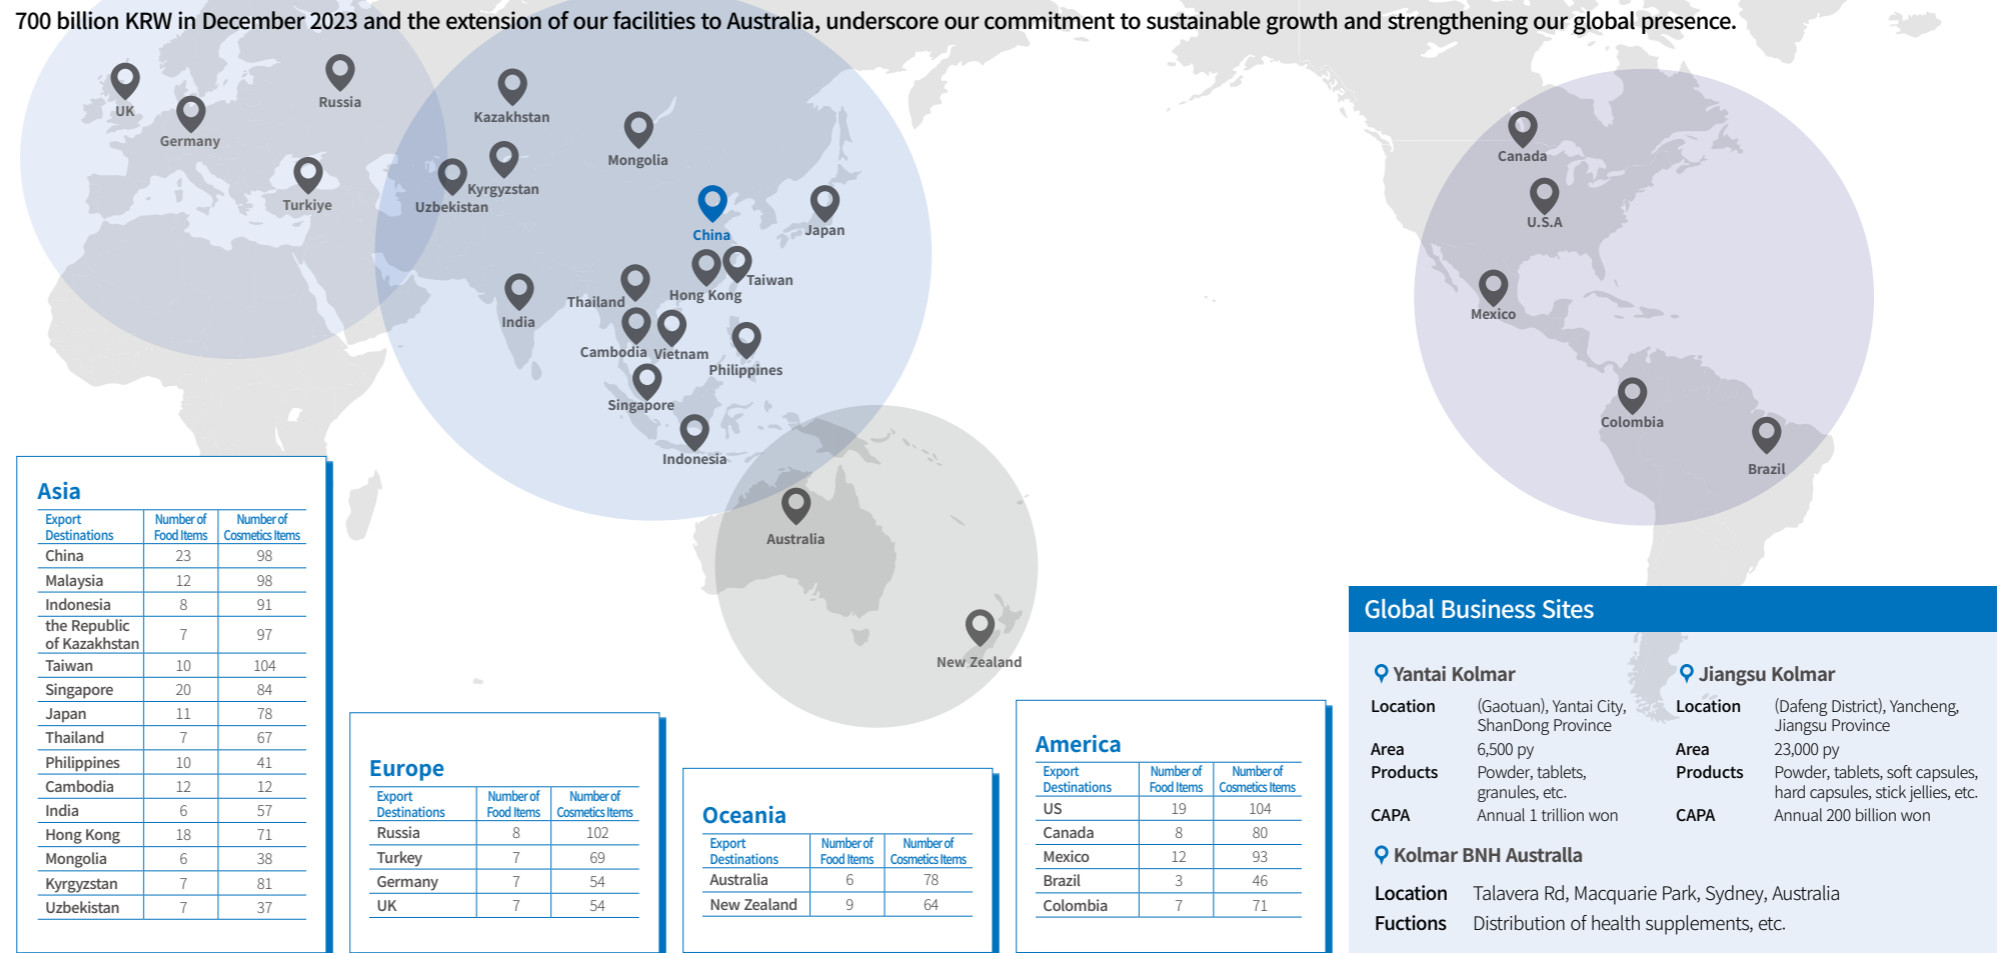 700 billion KRW in December 2023 and the extension of our facilities to Australia, underscore our commitment to sustainable growth and strengthening our global presence.
UK
Germany
Russia
Turkiye
Kazakhstan
Kyrgyzstan
Uzbekistan
Mongolia
China
Japan
Taiwan
Hong Kong
Thailand
India
Cambodia
Vietnam
Philippines
Singapore
Indonesia
Australia
New Zealand
Canada
U.S.A
Mexico
Colombia
Brazil
Asia
Export Number of Number of
Destinations Food Items Cosmetics Items
China 23 98
Malaysia 12 98
Indonesia 8 91
the Republic
of Kazakhstan 7 97
Taiwan 10 104
Singapore 20 84
Japan 11 78
Thailand 7 67
Philippines 10 41
Cambodia 12 12
India 6 57
Hong Kong 18 71
Mongolia 6 38
Kyrgyzstan 7 81
Uzbekistan 7 37
Europe
Export Number of Number of
Destinations Food Items Cosmetics Items
Russia 8 102
Turkey 7 69
Germany 7 54
UK 7 54
Oceania
Export Number of Number of
Destinations Food Items Cosmetics Items
Australia 6 78
New Zealand 9 64
America
Export Number of Number of
Destinations Food Items Cosmetics Items
US 19 104
Canada 8 80
Mexico 12 93
Brazil 3 46
Colombia 7 71
Global Business Sites
Yantai Kolmar
Location (Gaotuan), Yantai City,
ShanDong Province
Area 6,500 py
Products Powder, tablets,
granules, etc.
CAPA Annual 1 trillion won
Jiangsu Kolmar
Location (Dafeng District), Yancheng,
Jiangsu Province
Area 23,000 py
Products Powder, tablets, soft capsules,
hard capsules, stick jellies, etc.
CAPA Annual 200 billion won
Kolmar BNH Australla
Location Talavera Rd, Macquarie Park, Sydney, Australia
Fuctions Distribution of health supplements, etc.